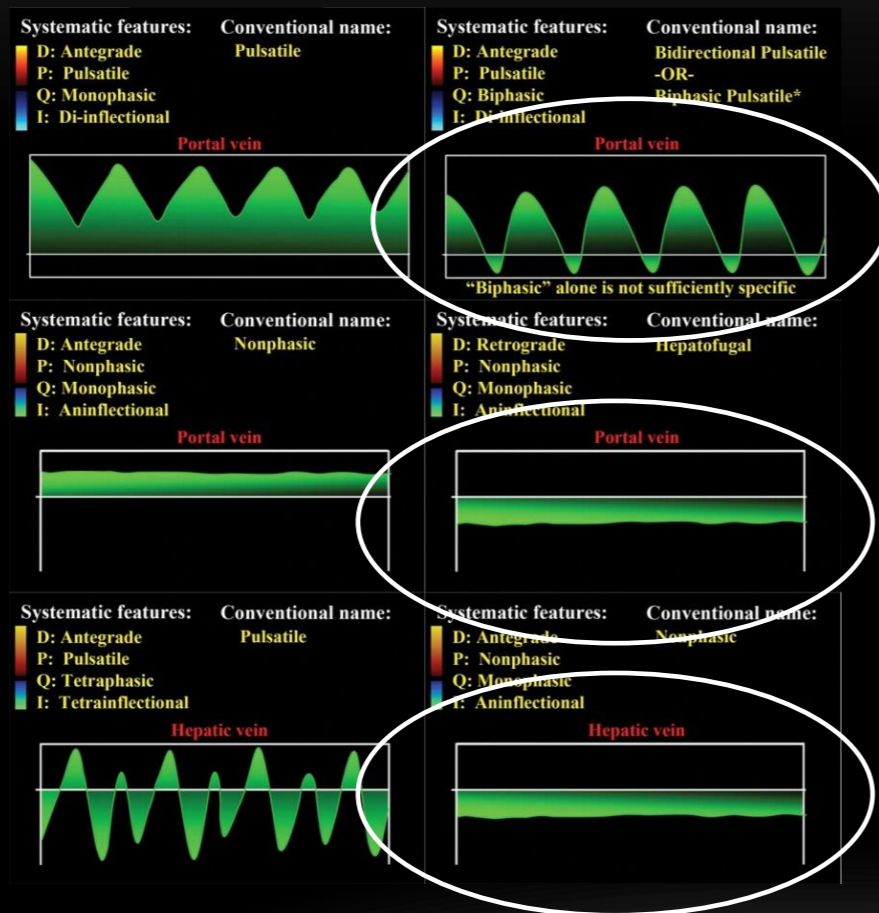 Systematic features: Conventional name:
D: Antegrade Pulsatile
P: Pulsatile
Q: Monophasic
I: Di-inflectional
Portal vein
Systematic features: Conventional name:
D: Antegrade Bidirectional Pulsatile
P: Pulsatile -OR-
Q: Biphasic Biphasic Pulsatile*
I: Di-inflectional
Portal vein
“Biphasic” alone is not sufficiently specific
Systematic features: Conventional name:
D: Antegrade Nonphasic
P: Nonphasic
Q: Monophasic
I: Aninflectional
Portal vein
Systematic features: Conventional name:
D: Retrograde Hepatofugal
P: Nonphasic
Q: Monophasic
I: Aninflectional
Portal vein
Systematic features: Conventional name:
D: Antegrade Pulsatile
P: Pulsatile
Q: Tetraphasic
I: Tetrainflectional
Hepatic vein
Systematic features: Conventional name:
D: Antegrade Nonphasic
P: Nonphasic
Q: Monophasic
I: Aninflectional
Hepatic vein